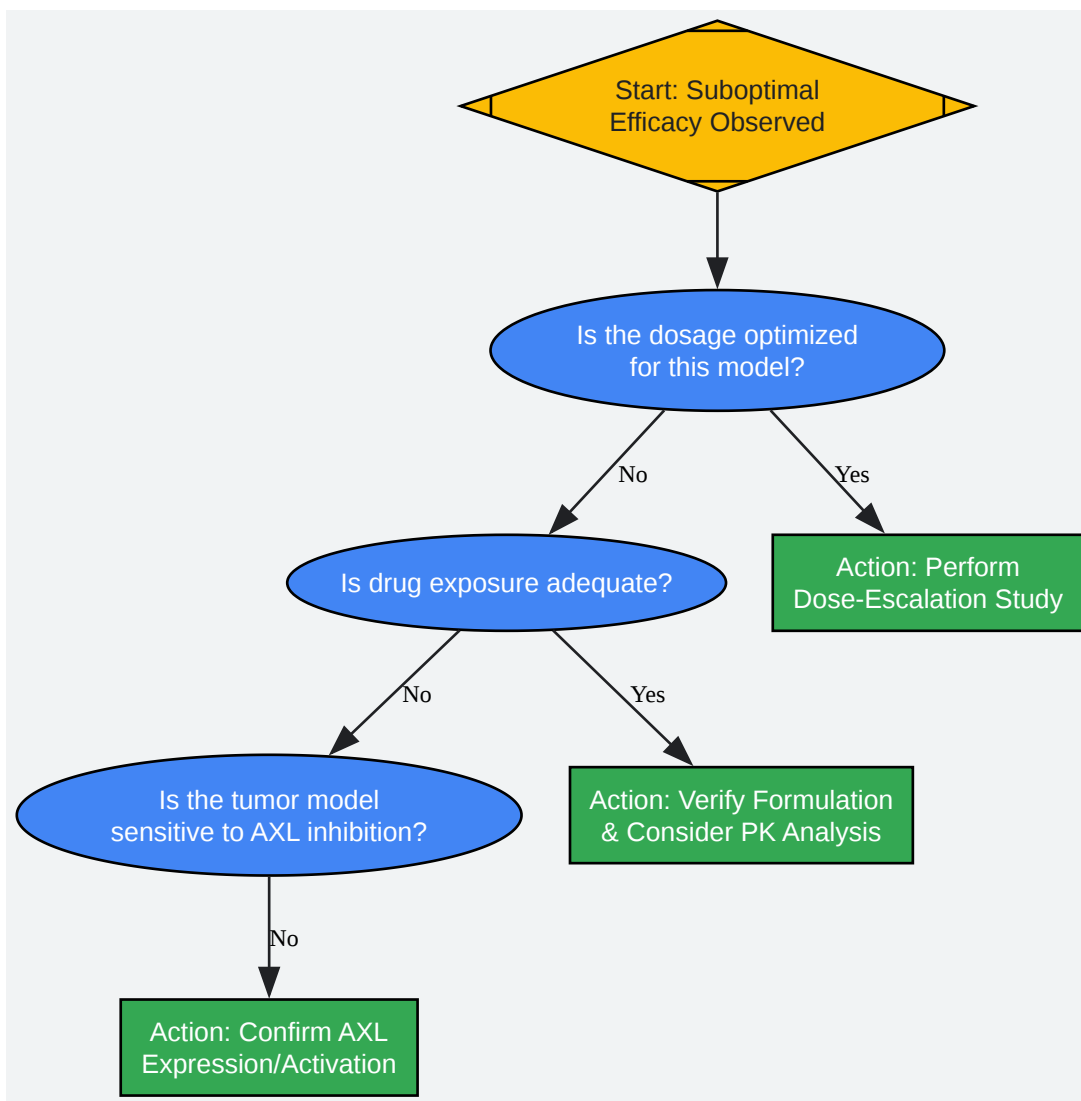 Start: Suboptimal
Efficacy Observed
Is the dosage optimized
for this model?
No
Yes
Is drug exposure adequate?
Action: Perform
Dose-Escalation Study
No
Yes
Is the tumor model
sensitive to AXL inhibition?
Action: Verify Formulation
& Consider PK Analysis
No
Action: Confirm AXL
Expression/Activation